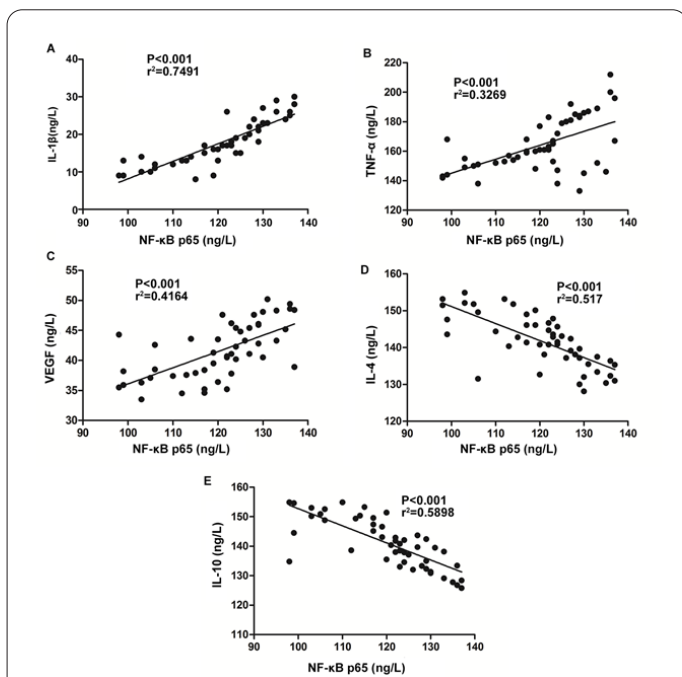 A
P<0.001
r²=0.7491
40
30
20
10
0
IL-1β(ng/L)
90 100 110 120 130 140
NF-κB p65 (ng/L)
B
P<0.001
r²=0.3269
220
200
180
160
140
120
TNF-α (ng/L)
90 100 110 120 130 140
NF-κB p65 (ng/L)
C
P<0.001
r²=0.4164
55
50
45
40
35
30
VEGF (ng/L)
90 100 110 120 130 140
NF-κB p65 (ng/L)
D
P<0.001
r²=0.517
160
150
140
130
120
IL-4 (ng/L)
90 100 110 120 130 140
NF-κB p65 (ng/L)
E
P<0.001
r²=0.5898
160
150
140
130
120
110
IL-10 (ng/L)
90 100 110 120 130 140
NF-κB p65 (ng/L)